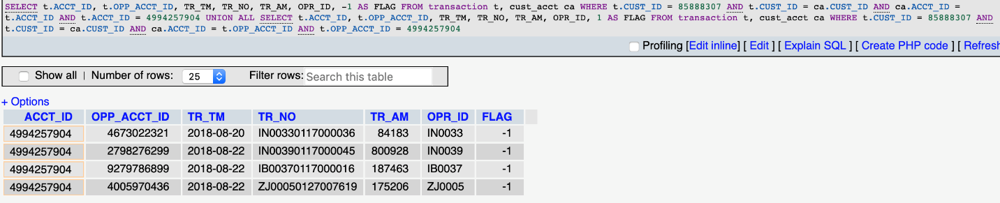 SELECT t.ACCT_ID, t.OPP_ACCT_ID, TR_TM, TR_NO, TR_AM, OPR_ID, -1 AS FLAG FROM transaction t, cust_acct ca WHERE t.CUST_ID = 85888307 AND t.CUST_ID = ca.CUST_ID AND ca.ACCT_ID =
t.ACCT_ID AND t.ACCT_ID = 4994257904 UNION ALL SELECT t.ACCT_ID, t.OPP_ACCT_ID, TR_TM, TR_NO, TR_AM, OPR_ID, 1 AS FLAG FROM transaction t, cust_acct ca WHERE t.CUST_ID = 85888307 AND
t.CUST_ID = ca.CUST_ID AND ca.ACCT_ID = t.OPP_ACCT_ID AND t.OPP_ACCT_ID = 4994257904
Profiling [Edit inline] [ Edit ] [ Explain SQL ] [ Create PHP code ] [ Refresh
Show all | Number of rows: 25 Filter rows: Search this table
+ Options
ACCT_ID OPP_ACCT_ID TR_TM TR_NO TR_AM OPR_ID FLAG
4994257904 4673022321 2018-08-20 IN00330117000036 84183 IN0033 -1
4994257904 2798276299 2018-08-22 IN00390117000045 800928 IN0039 -1
4994257904 9279786899 2018-08-22 IB00370117000016 187463 IB0037 -1
4994257904 4005970436 2018-08-22 ZJ00050127007619 175206 ZJ0005 -1